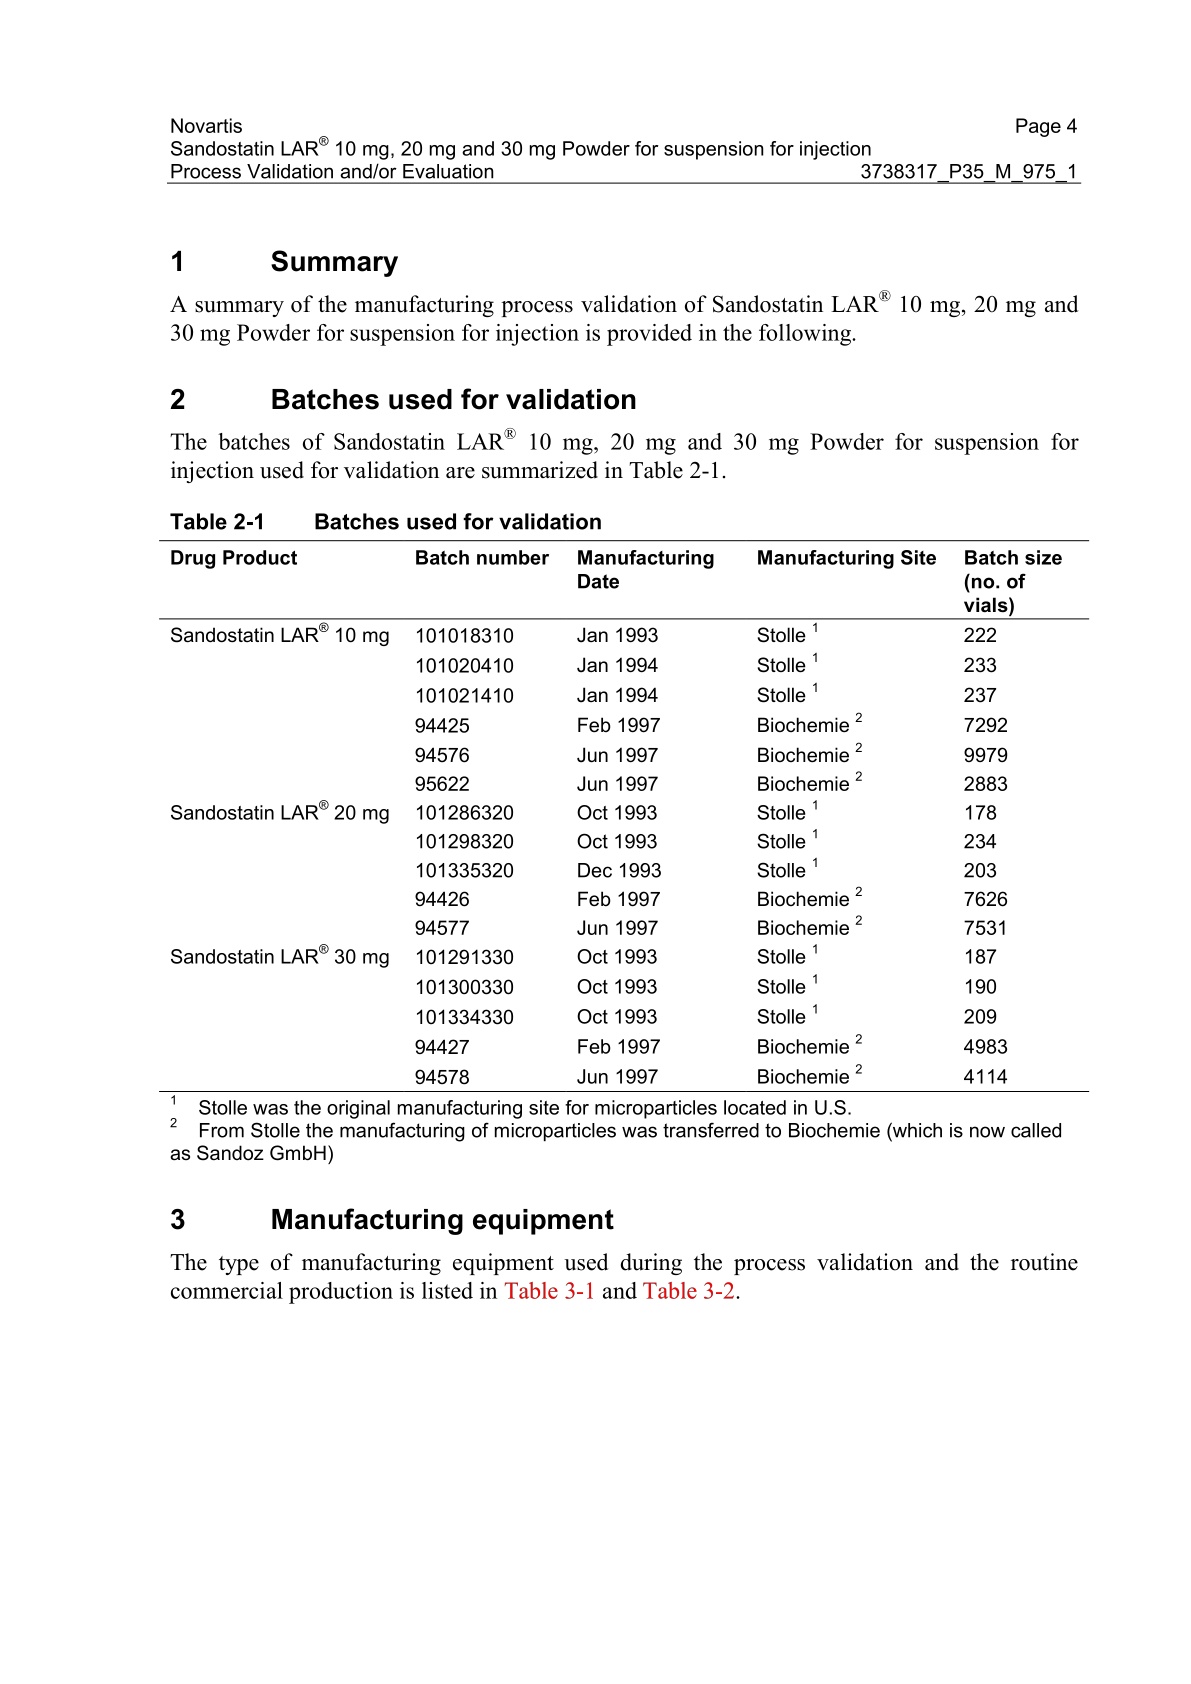 Novartis Page 4
Sandostatin LAR® 10 mg, 20 mg and 30 mg Powder for suspension for injection
Process Validation and/or Evaluation 3738317_P35_M_975_1
1 Summary
A summary of the manufacturing process validation of Sandostatin LAR® 10 mg, 20 mg and
30 mg Powder for suspension for injection is provided in the following.
2 Batches used for validation
The batches of Sandostatin LAR® 10 mg, 20 mg and 30 mg Powder for suspension for
injection used for validation are summarized in Table 2-1.
Table 2-1 Batches used for validation
Drug Product Batch number Manufacturing Manufacturing Site Batch size
Date (no. of
vials)
Sandostatin LAR® 10 mg 101018310 Jan 1993 Stolle 1 222
101020410 Jan 1994 Stolle 1 233
101021410 Jan 1994 Stolle 1 237
94425 Feb 1997 Biochemie 2 7292
94576 Jun 1997 Biochemie 2 9979
95622 Jun 1997 Biochemie 2 2883
Sandostatin LAR® 20 mg 101286320 Oct 1993 Stolle 1 178
101298320 Oct 1993 Stolle 1 234
101335320 Dec 1993 Stolle 1 203
94426 Feb 1997 Biochemie 2 7626
94577 Jun 1997 Biochemie 2 7531
Sandostatin LAR® 30 mg 101291330 Oct 1993 Stolle 1 187
101300330 Oct 1993 Stolle 1 190
101334330 Oct 1993 Stolle 1 209
94427 Feb 1997 Biochemie 2 4983
94578 Jun 1997 Biochemie 2 4114
1 Stolle was the original manufacturing site for microparticles located in U.S.
2 From Stolle the manufacturing of microparticles was transferred to Biochemie (which is now called
as Sandoz GmbH)
3 Manufacturing equipment
The type of manufacturing equipment used during the process validation and the routine
commercial production is listed in Table 3-1 and Table 3-2.